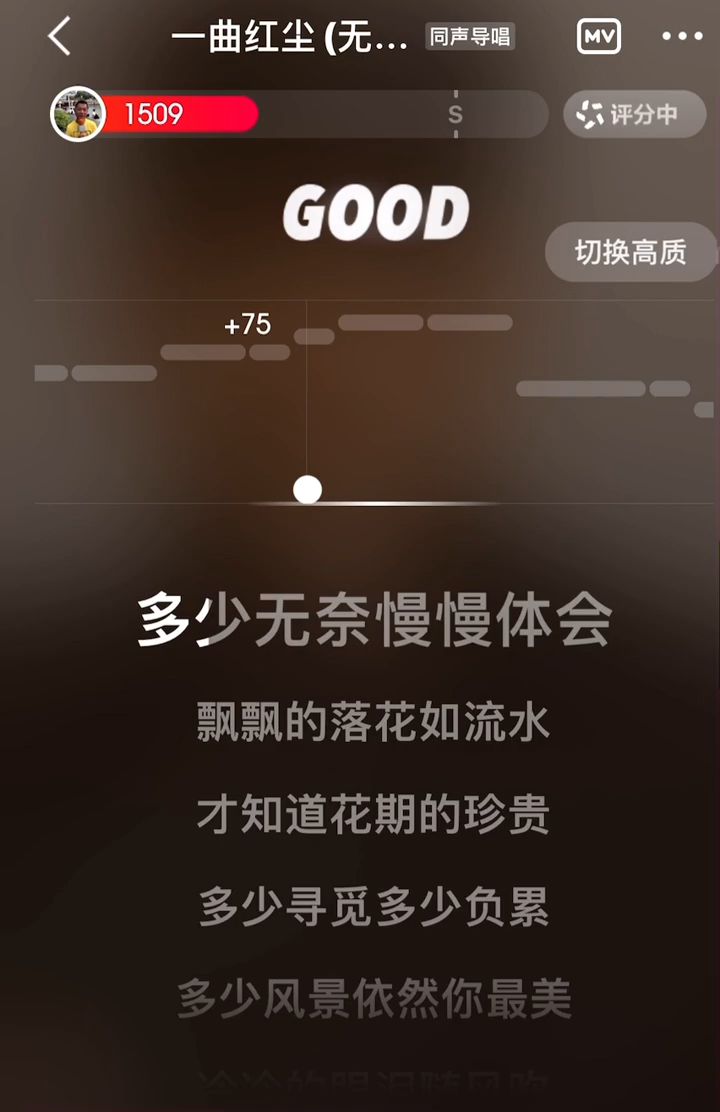 一曲红尘 (无... 同声导唱 MV
1509 S 评分中
GOOD
切换高质
+75
多少无奈慢慢体会
飘飘的落花如流水
才知道花期的珍贵
多少寻觅多少负累
多少风景依然你最美